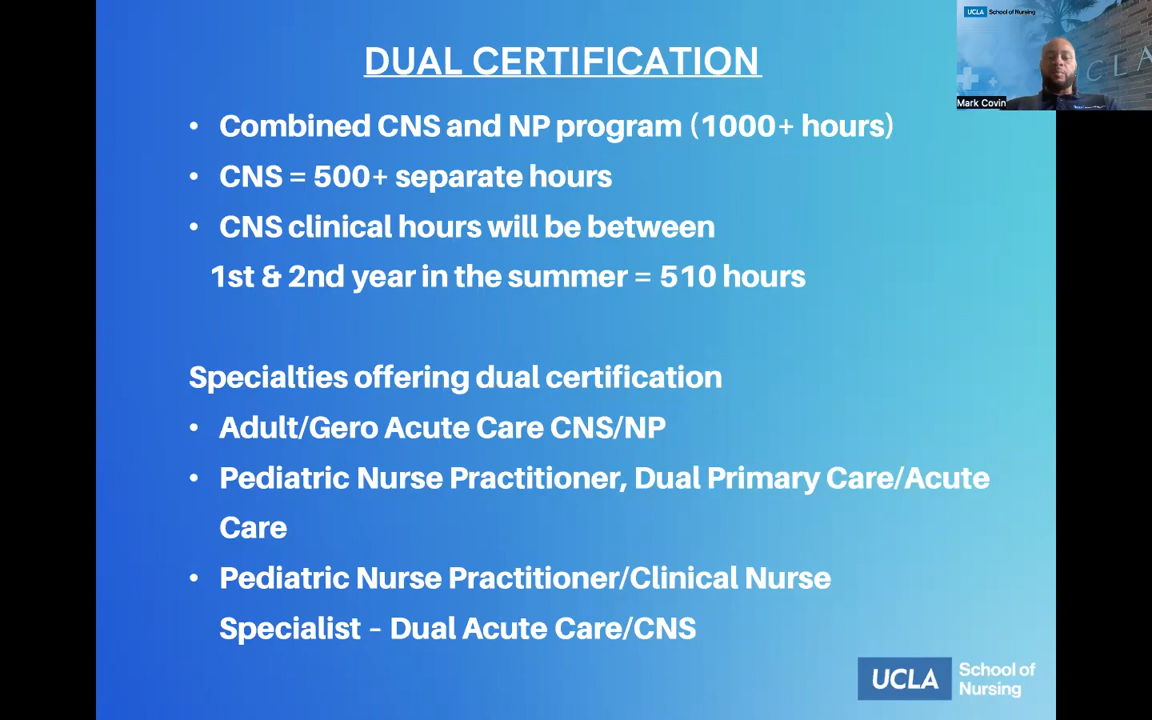 DUAL CERTIFICATION
• Combined CNS and NP program (1000+ hours)
• CNS = 500+ separate hours
• CNS clinical hours will be between
1st & 2nd year in the summer = 510 hours
Specialties offering dual certification
• Adult/Gero Acute Care CNS/NP
• Pediatric Nurse Practitioner, Dual Primary Care/Acute
Care
• Pediatric Nurse Practitioner/Clinical Nurse
Specialist – Dual Acute Care/CNS
UCLA School of
Nursing
UCLA School of Nursing
CLA
Mark Covin